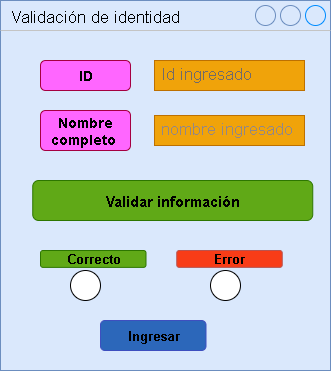 Validación de identidad
ID
Id ingresado
Nombre
completo
nombre ingresado
Validar información
Correcto
Error
Ingresar